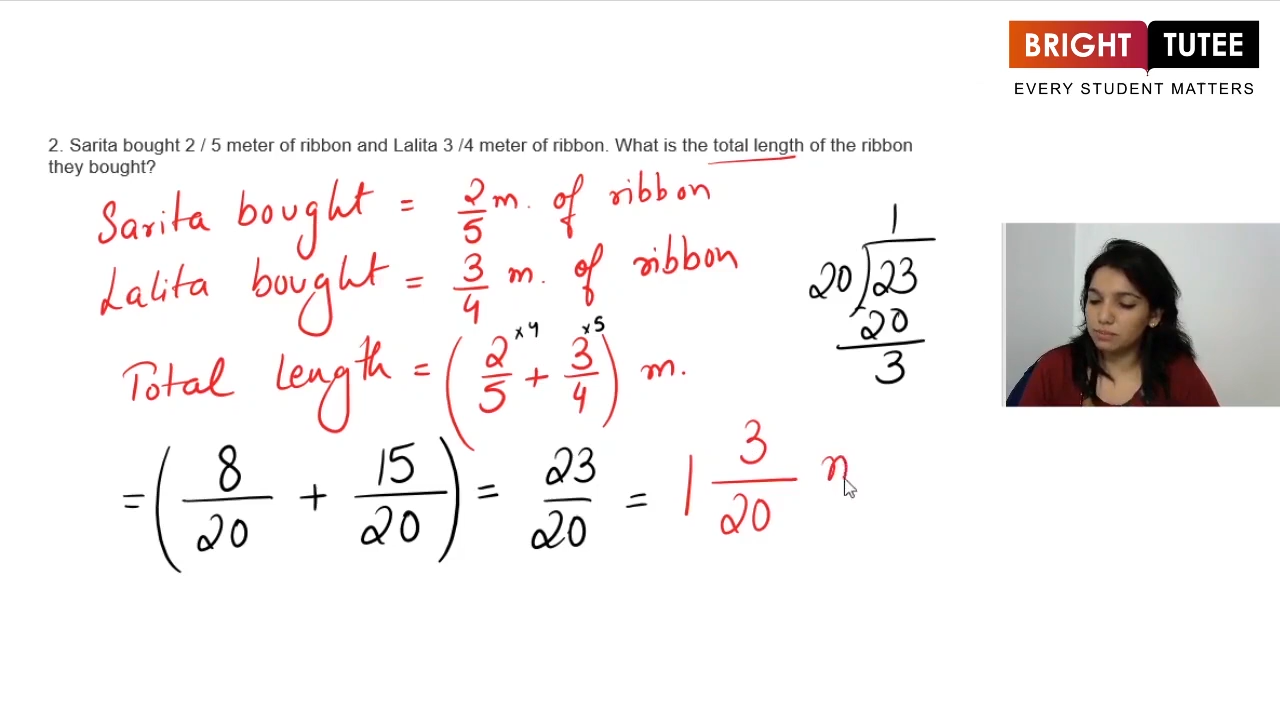 BRIGHT TUTEE
EVERY STUDENT MATTERS
2. Sarita bought 2 / 5 meter of ribbon and Lalita 3 /4 meter of ribbon. What is the total length of the ribbon
they bought?
Sarita bought = 2/5 m. of ribbon
Lalita bought = 3/4 m. of ribbon
Total length = (2/5 + 3/4) m.
×4 ×5
= (8/20 + 15/20) = 23/20 = 1 3/20 n
1
20)23
20
3